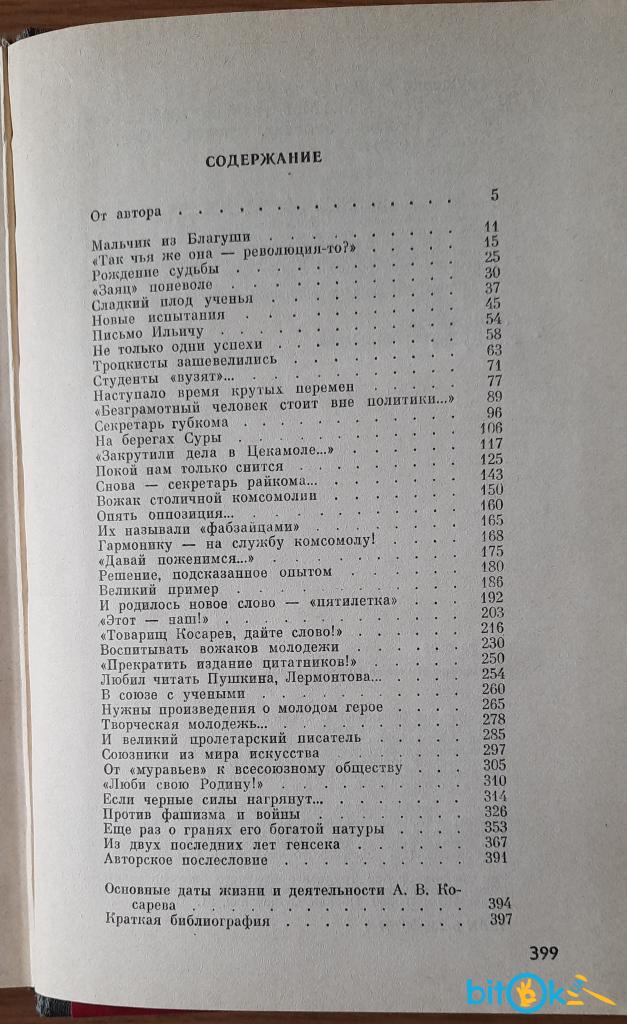 СОДЕРЖАНИЕ
От автора . . . . . . . . . . . . . . 5
Мальчик из Благуши . . . . . . . . . . 11
«Так чья же она — революция-то?» . . . . . 15
Рождение судьбы . . . . . . . . . . . 25
«Заяц» поневоле . . . . . . . . . . . 30
Сладкий плод ученья . . . . . . . . . . 37
Новые испытания . . . . . . . . . . . 45
Письмо Ильичу . . . . . . . . . . . . 54
Не только одни успехи . . . . . . . . . 58
Троцкисты зашевелились . . . . . . . . . 63
Студенты «вузят»... . . . . . . . . . . 71
Наступало время крутых перемен . . . . . . 77
«Безграмотный человек стоит вне политики...» 89
Секретарь губкома . . . . . . . . . . . 96
На берегах Суры . . . . . . . . . . . 106
«Закрутили дела в Цекамоле...» . . . . . . 117
Покой нам только снится . . . . . . . . 125
Снова — секретарь райкома... . . . . . . . 143
Вожак столичной комсомолии . . . . . . . 150
Опять оппозиция... . . . . . . . . . . 160
Их называли «фабзайцами» . . . . . . . . 165
Гармонику — на службу комсомолу! . . . . . 168
«Давай поженимся...» . . . . . . . . . . 175
Решение, подсказанное опытом . . . . . . . 180
Великий пример . . . . . . . . . . . . 186
И родилось новое слово — «пятилетка» . . . . 192
«Этот — наш!» . . . . . . . . . . . . 203
«Товарищ Косарев, дайте слово!» . . . . . . 216
Воспитывать вожаков молодежи . . . . . . . 230
«Прекратить издание цитатников!» . . . . . 250
Любил читать Пушкина, Лермонтова... . . . . 254
В союзе с учеными . . . . . . . . . . . 260
Нужны произведения о молодом герое . . . . 265
Творческая молодежь... . . . . . . . . . 278
И великий пролетарский писатель . . . . . 285
Союзники из мира искусства . . . . . . . 297
От «муравьев» к всесоюзному обществу . . . 305
«Люби свою Родину!» . . . . . . . . . . 310
Если черные силы нагрянут... . . . . . . . 314
Против фашизма и войны . . . . . . . . . 326
Еще раз о гранях его богатой натуры . . . . 353
Из двух последних лет генсека . . . . . . 367
Авторское послесловие . . . . . . . . . 391
Основные даты жизни и деятельности А. В. Ко-
сарева . . . . . . . . . . . . . . 394
Краткая библиография . . . . . . . . . . 397
399
bitOk